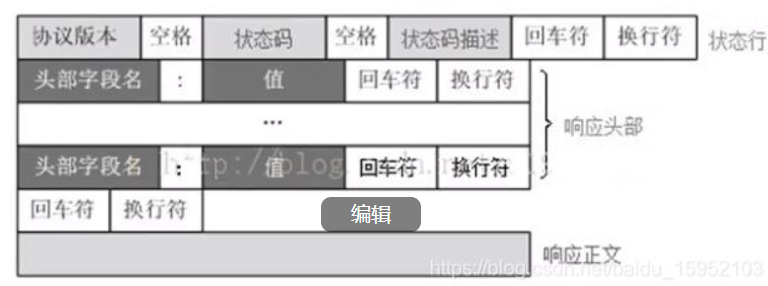 协议版本 空格 状态码 空格 状态码描述 回车符 换行符 状态行
头部字段名 : 值 回车符 换行符
...
响应头部
头部字段名 : 值 回车符 换行符
回车符 换行符 编辑
响应正文
https://blog.csdn.net/baidu_15952103